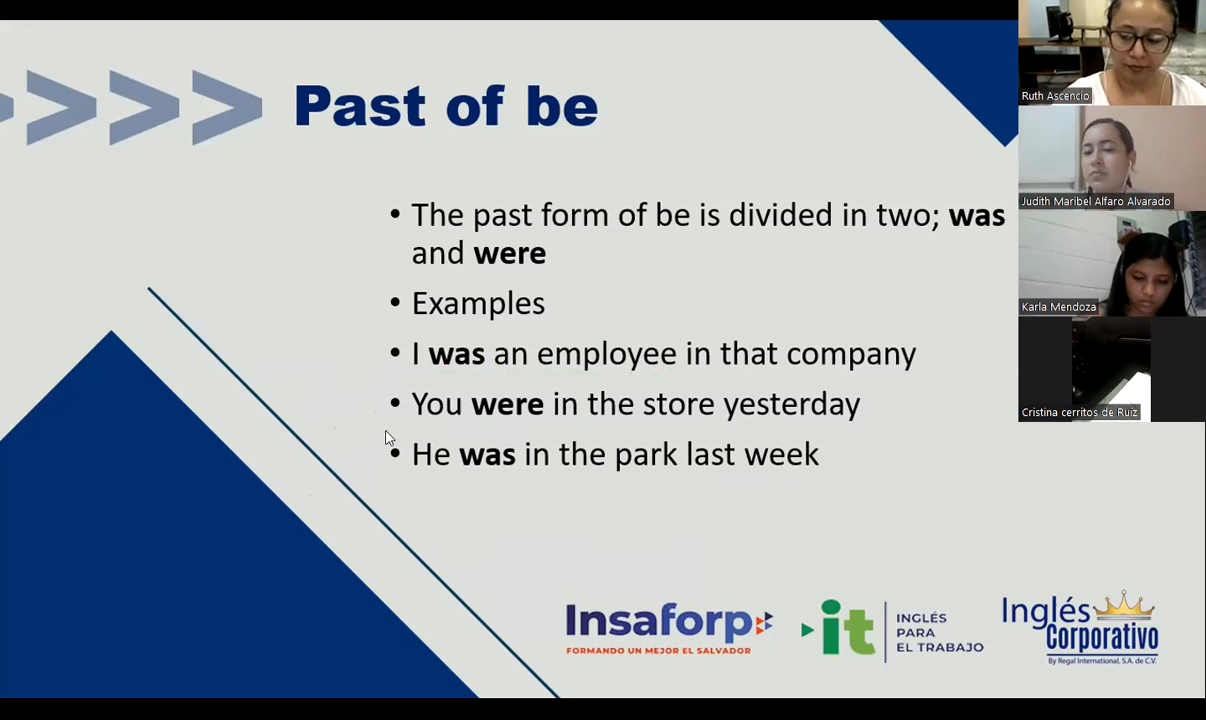 Past of be
• The past form of be is divided in two; was
and were
• Examples
• I was an employee in that company
• You were in the store yesterday
• He was in the park last week
Ruth Ascencio
Judith Maribel Alfaro Alvarado
Karla Mendoza
Cristina cerritos de Ruiz
Insaforp
FORMANDO UN MEJOR EL SALVADOR
it
INGLÉS
PARA
EL TRABAJO
Inglés
Corporativo
By Regal International, S.A. de C.V.